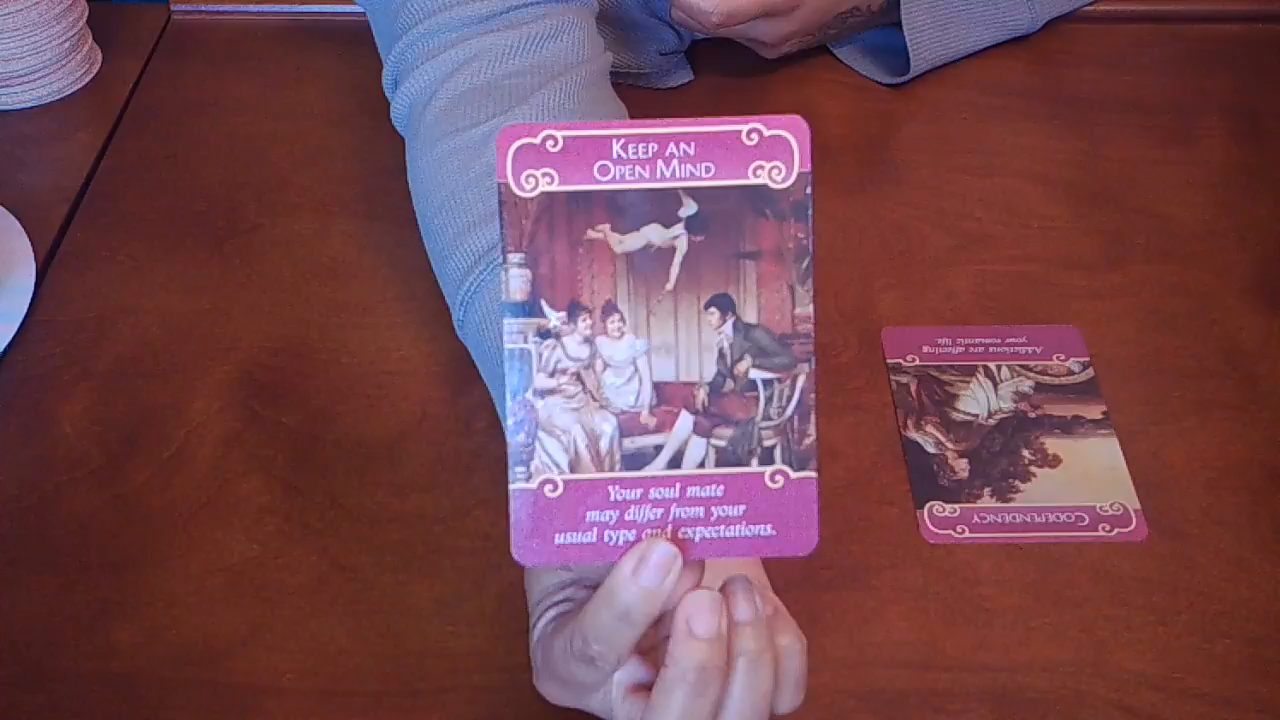 KEEP AN
OPEN MIND
Your soul mate
may differ from your
usual type and expectations.
Addictions are affecting
your romantic life.
CODEPENDENCY